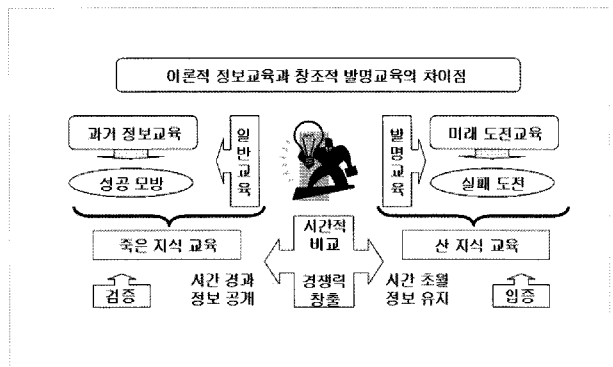 이론적 정보교육과 창조적 발명교육의 차이점
과거 정보교육
일반교육
발명교육
미래 도전교육
성공 모방
실패 도전
시간적
비교
죽은 지식 교육
산 지식 교육
검증
시간 경과
정보 공개
경쟁력
창출
시간 초월
정보 유지
입증